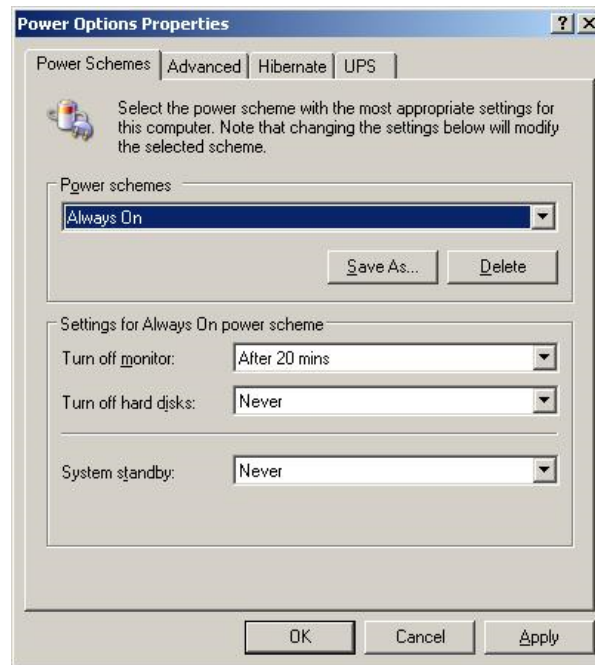 Power Options Properties
Power Schemes Advanced Hibernate UPS
Select the power scheme with the most appropriate settings for
this computer. Note that changing the settings below will modify
the selected scheme.
Power schemes
Always On
Save As... Delete
Settings for Always On power scheme
Turn off monitor: After 20 mins
Turn off hard disks: Never
System standby: Never
OK Cancel Apply